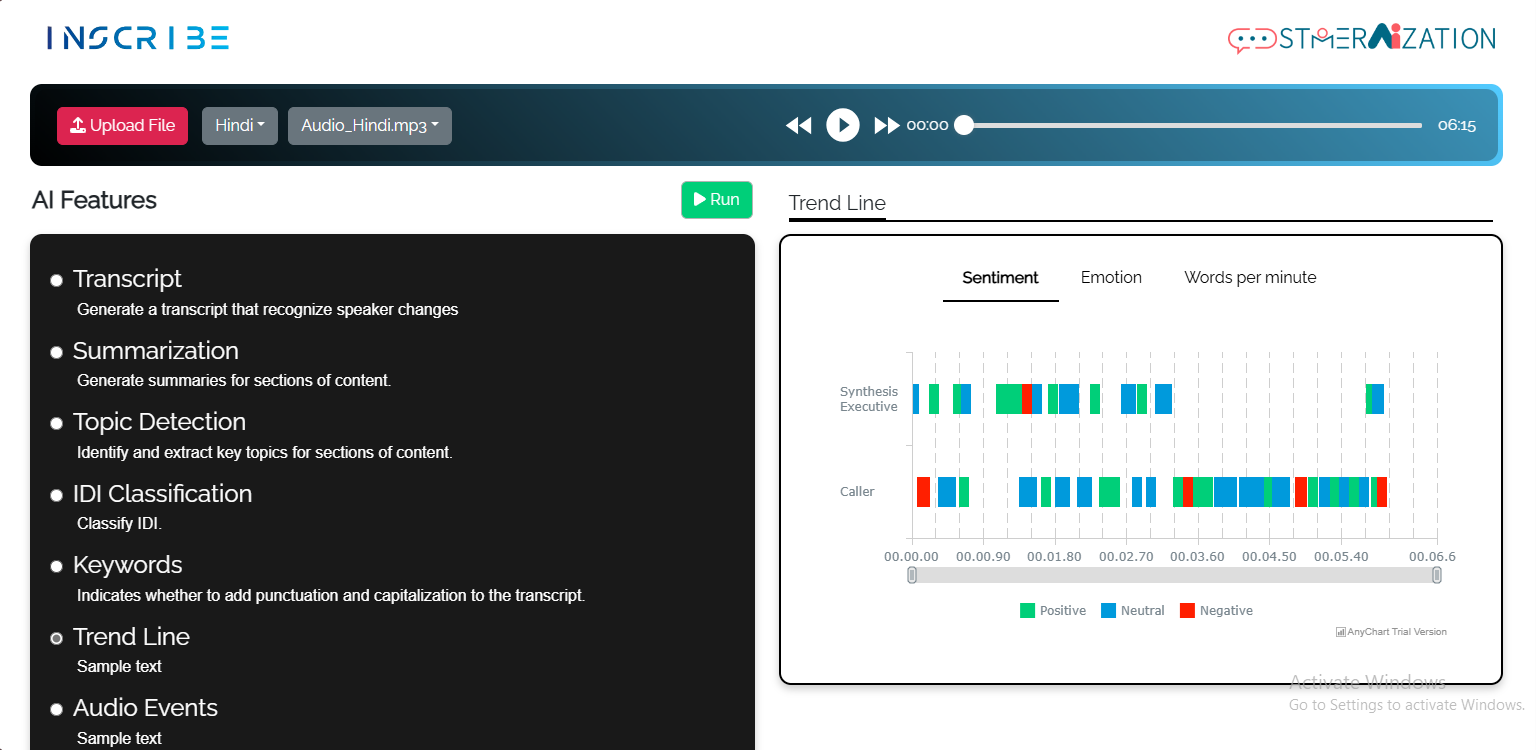 INSCRIBE
STMERAiZATION
Upload File
Hindi
Audio_Hindi.mp3
00:00
06:15
AI Features
Run
Transcript
Generate a transcript that recognize speaker changes
Summarization
Generate summaries for sections of content.
Topic Detection
Identify and extract key topics for sections of content.
IDI Classification
Classify IDI.
Keywords
Indicates whether to add punctuation and capitalization to the transcript.
Trend Line
Sample text
Audio Events
Sample text
Trend Line
Sentiment Emotion Words per minute
Synthesis
Executive
Caller
00.00.00 00.00.90 00.01.80 00.02.70 00.03.60 00.04.50 00.05.40 00.06.6
Positive Neutral Negative
AnyChart Trial Version
Activate Windows
Go to Settings to activate Windows.